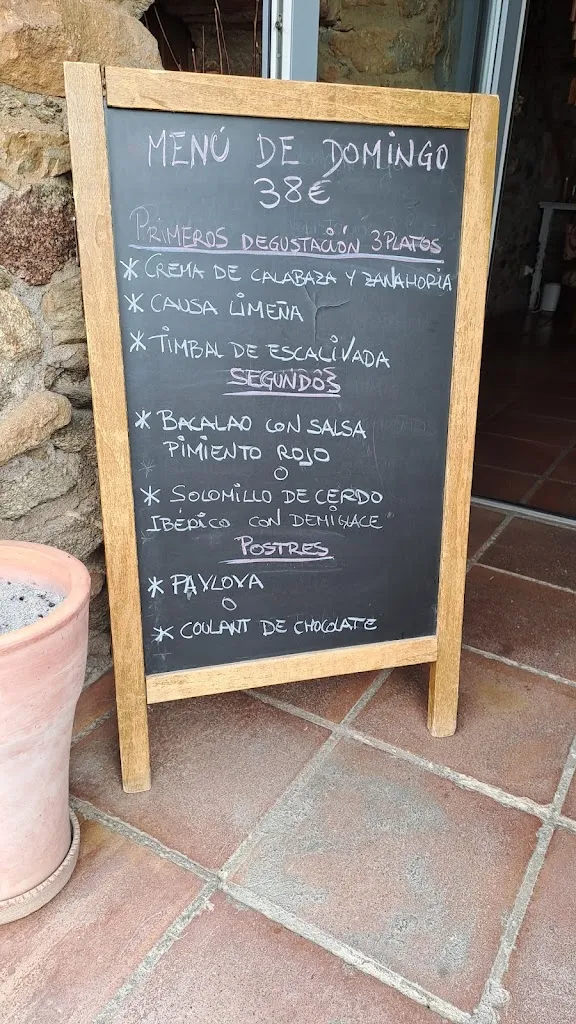 MENÚ DE DOMINGO
38€
PRIMEROS DEGUSTACIÓN 3 PLATOS
* CREMA DE CALABAZA Y ZANAHORIA
* CAUSA LIMEÑA
* TIMBAL DE ESCALIVADA
SEGUNDOS
* BACALAO CON SALSA
PIMIENTO ROJO
O
* SOLOMILLO DE CERDO
IBÉRICO CON DEMIGLACE
POSTRES
* PAVLOVA
O
* COULANT DE CHOCOLATE